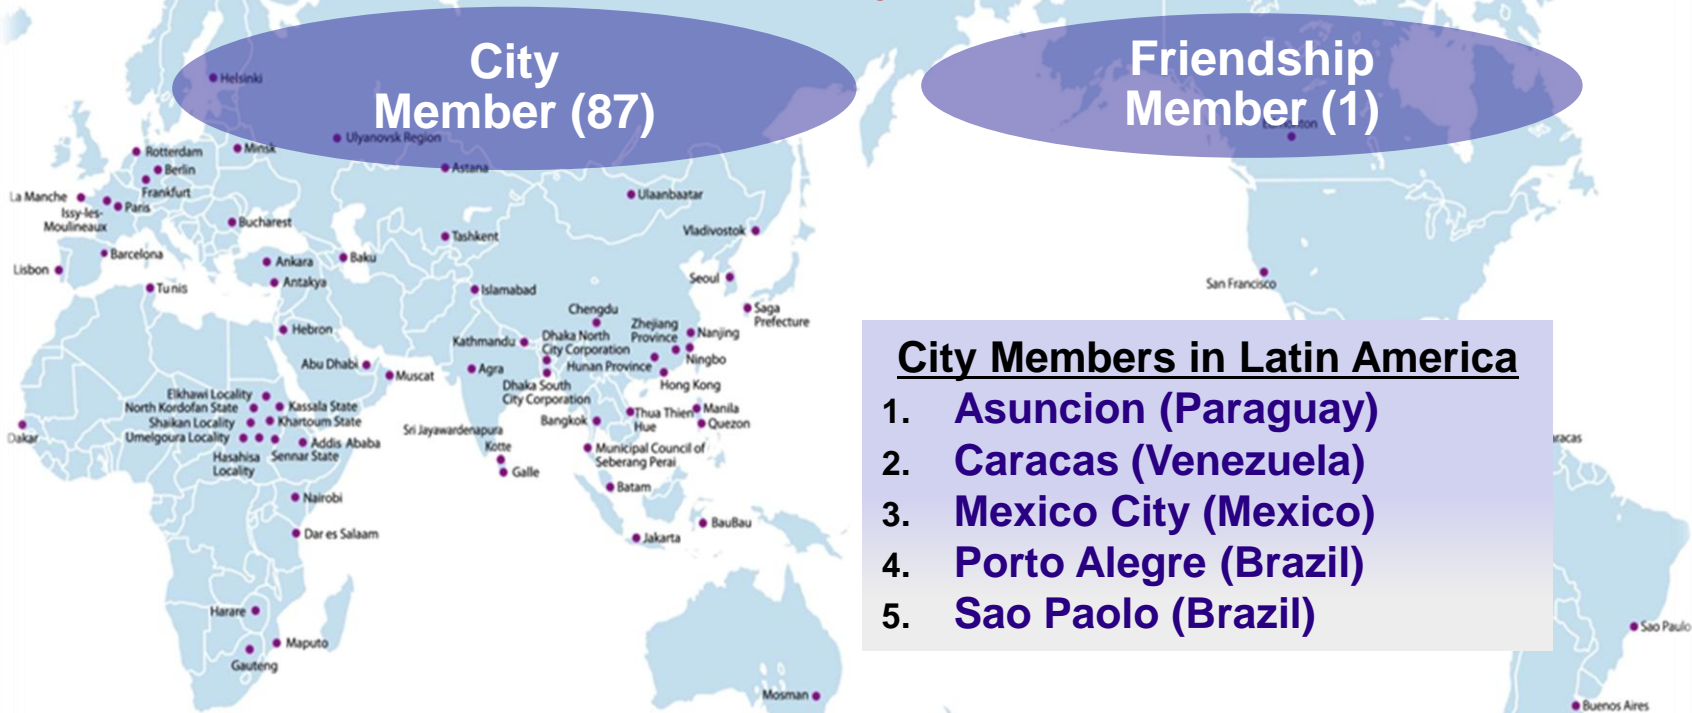 City
Member (87)
Friendship
Member (1)
Helsinki
Ulyanovsk Region
Rotterdam
Minsk
Berlin
Astana
La Manche
Frankfurt
Paris
Issy-les-
Moulineaux
Ulaanbaatar
Bucharest
Vladivostok
Tashkent
Barcelona
Lisbon
Ankara
Baku
Antakya
Tunis
Seoul
Islamabad
San Francisco
Chengdu
Saga
Prefecture
Hebron
Zhejiang
Province
Nanjing
Kathmandu
Dhaka North
City Corporation
Ningbo
Abu Dhabi
Muscat
Agra
Hunan Province
Hong Kong
Dhaka South
City Corporation
Elkhawi Locality
North Kordofan State
Kassala State
Shaikan Locality
Khartoum State
Umelgoura Locality
Addis Ababa
Hasahisa
Locality
Sennar State
Dakar
Sri Jayawardenapura
Kotte
Galle
Bangkok
Thua Thien
Hue
Manila
Quezon
Municipal Council of
Seberang Perai
Batam
Nairobi
BauBau
Dar es Salaam
Jakarta
Harare
Maputo
Gauteng
Mosman
City Members in Latin America
1. Asuncion (Paraguay)
2. Caracas (Venezuela)
3. Mexico City (Mexico)
4. Porto Alegre (Brazil)
5. Sao Paolo (Brazil)
racas
Sao Paulo
Buenos Aires